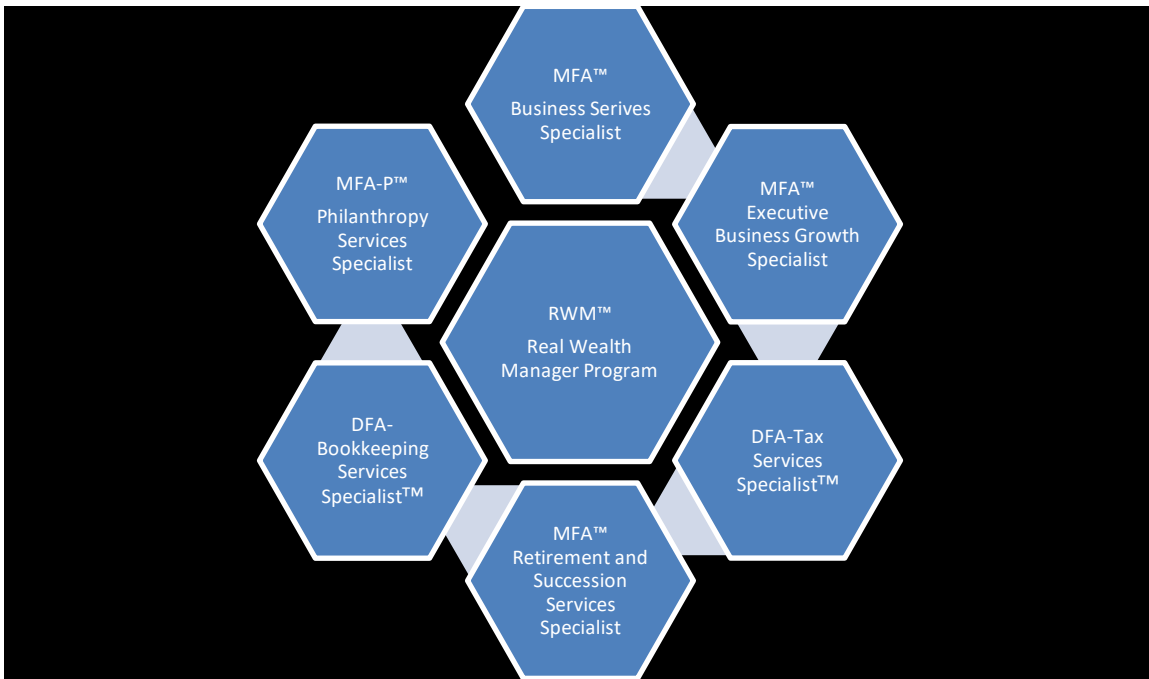 MFA™
Business Serives
Specialist
MFA™
Executive
Business Growth
Specialist
DFA-Tax
Services
Specialist™
MFA™
Retirement and
Succession
Services
Specialist
DFA-
Bookkeeping
Services
Specialist™
MFA-P™
Philanthropy
Services
Specialist
RWM™
Real Wealth
Manager Program